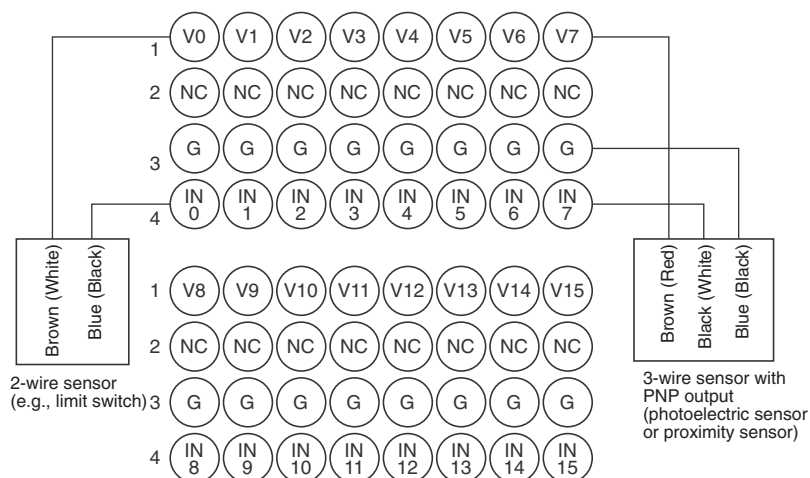 1 V0 V1 V2 V3 V4 V5 V6 V7
2 NC NC NC NC NC NC NC NC
3 G G G G G G G G
4 IN 0 IN 1 IN 2 IN 3 IN 4 IN 5 IN 6 IN 7
Brown (White)
Blue (Black)
2-wire sensor
(e.g., limit switch)
1 V8 V9 V10 V11 V12 V13 V14 V15
2 NC NC NC NC NC NC NC NC
3 G G G G G G G G
4 IN 8 IN 9 IN 10 IN 11 IN 12 IN 13 IN 14 IN 15
Brown (Red)
Black (White)
Blue (Black)
3-wire sensor with
PNP output
(photoelectric sensor
or proximity sensor)